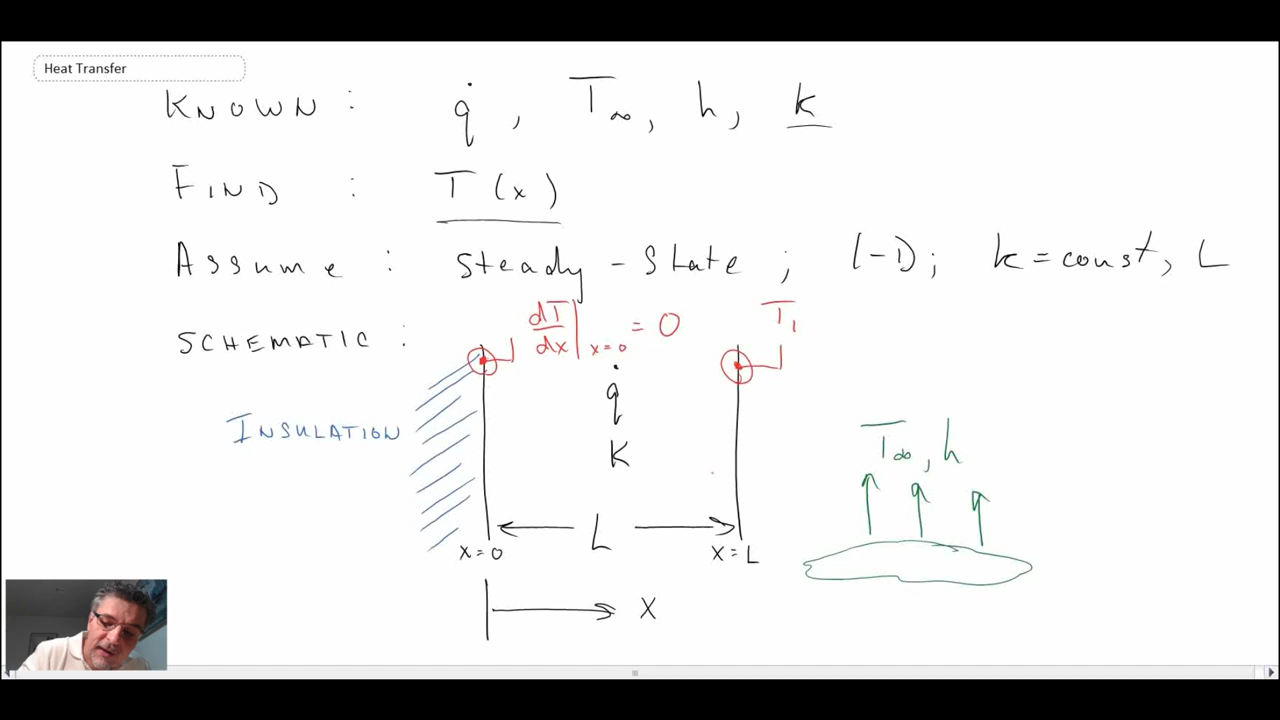 Heat Transfer
KNOWN : q̇, T∞, h, k
FIND : T(x)
Assume : Steady-State; 1-D; k=const, L
SCHEMATIC :
dT/dx|x=0 = 0
T1
q̇
K
INSULATION
T∞, h
L
x=0
x=L
X